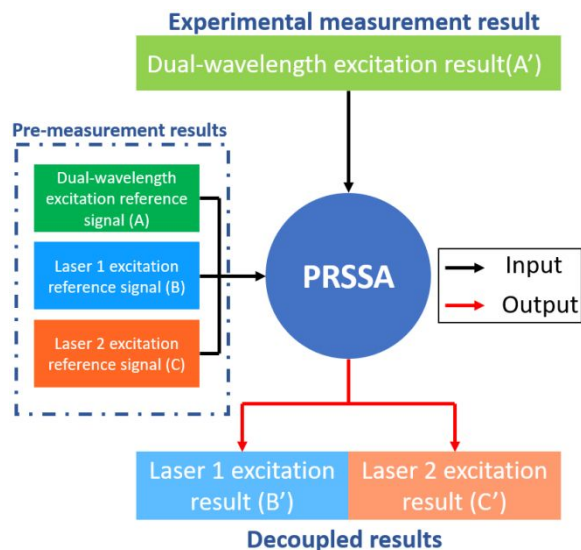 Experimental measurement result
Dual-wavelength excitation result(A’)
Pre-measurement results
Dual-wavelength
excitation reference
signal (A)
Laser 1 excitation
reference signal (B)
Laser 2 excitation
reference signal (C)
PRSSA
Input
Output
Laser 1 excitation
result (B’)
Laser 2 excitation
result (C’)
Decoupled results